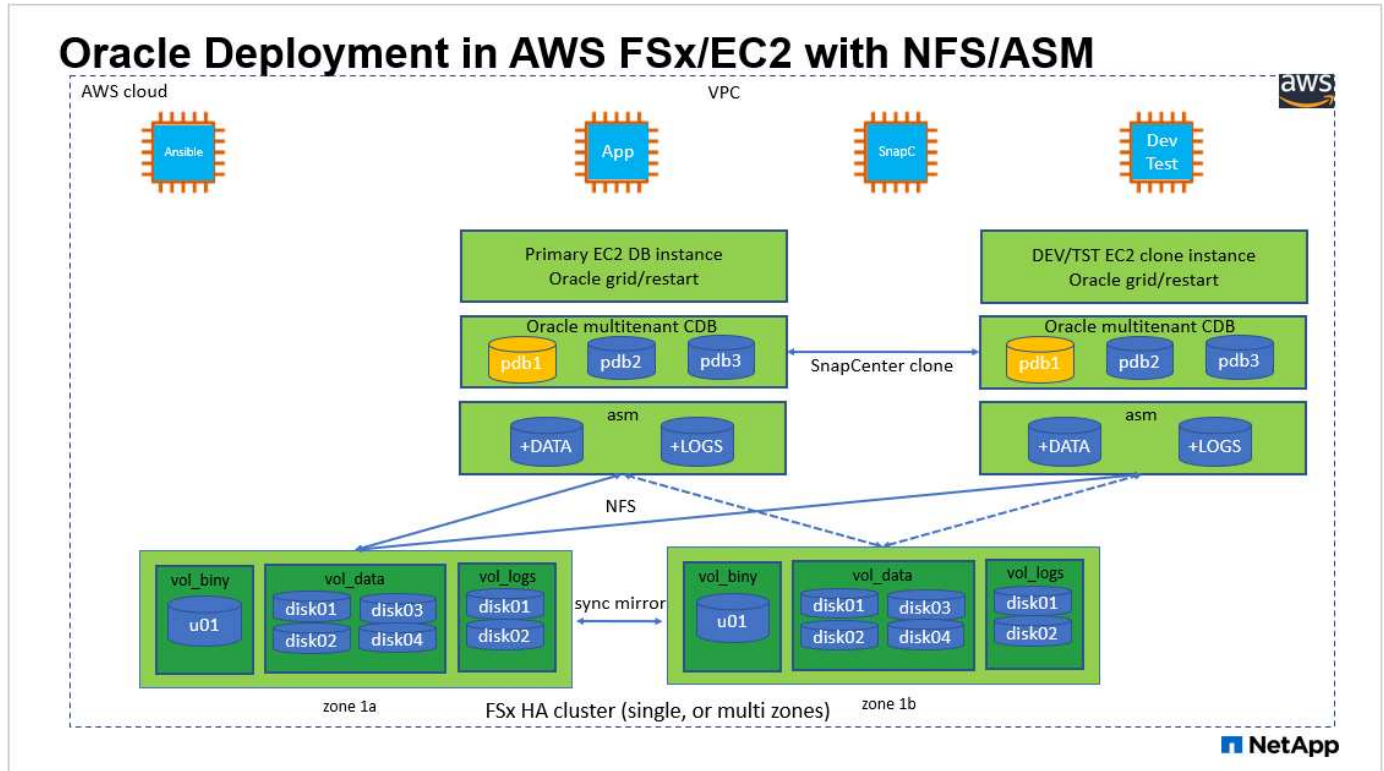 Oracle Deployment in AWS FSx/EC2 with NFS/ASM
AWS cloud
VPC
aws
Ansible
App
SnapC
Dev
Test
Primary EC2 DB instance
Oracle grid/restart
DEV/TST EC2 clone instance
Oracle grid/restart
Oracle multitenant CDB
pdb1
pdb2
pdb3
SnapCenter clone
Oracle multitenant CDB
pdb1
pdb2
pdb3
asm
+DATA
+LOGS
asm
+DATA
+LOGS
NFS
vol_biny
u01
vol_data
disk01
disk03
disk02
disk04
vol_logs
disk01
disk02
sync mirror
vol_biny
u01
vol_data
disk01
disk03
disk02
disk04
vol_logs
disk01
disk02
zone 1a
FSx HA cluster (single, or multi zones)
zone 1b
NetApp